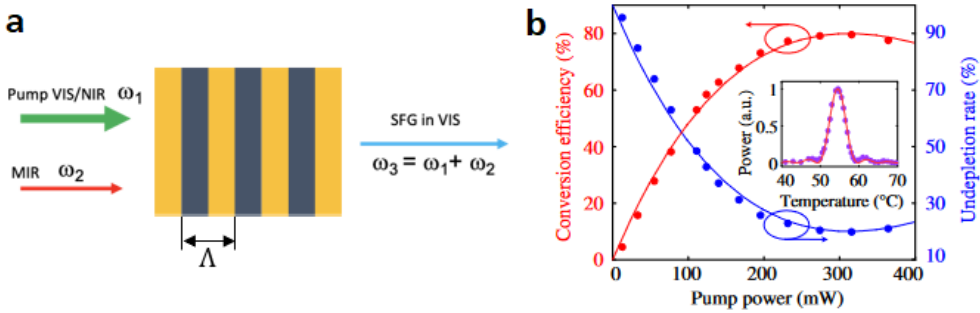 a
Pump VIS/NIR ω₁
MIR ω₂
Λ
SFG in VIS
ω₃ = ω₁ + ω₂
b
Conversion efficiency (%)
80
60
40
20
0
0 100 200 300 400
Pump power (mW)
90
70
50
30
10
Undepletion rate (%)
Power (a.u.)
1
0.5
0
40 50 60 70
Temperature (°C)